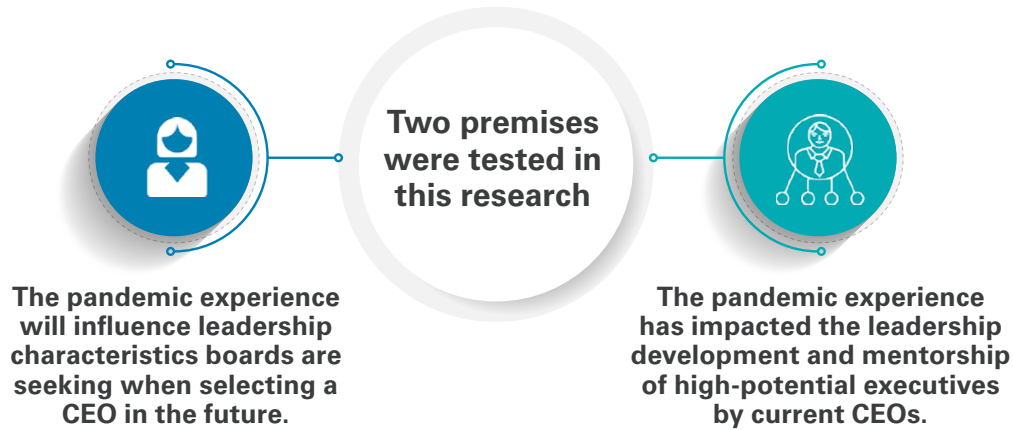 Two premises
were tested in
this research
The pandemic experience
will influence leadership
characteristics boards are
seeking when selecting a
CEO in the future.
The pandemic experience
has impacted the leadership
development and mentorship
of high-potential executives
by current CEOs.